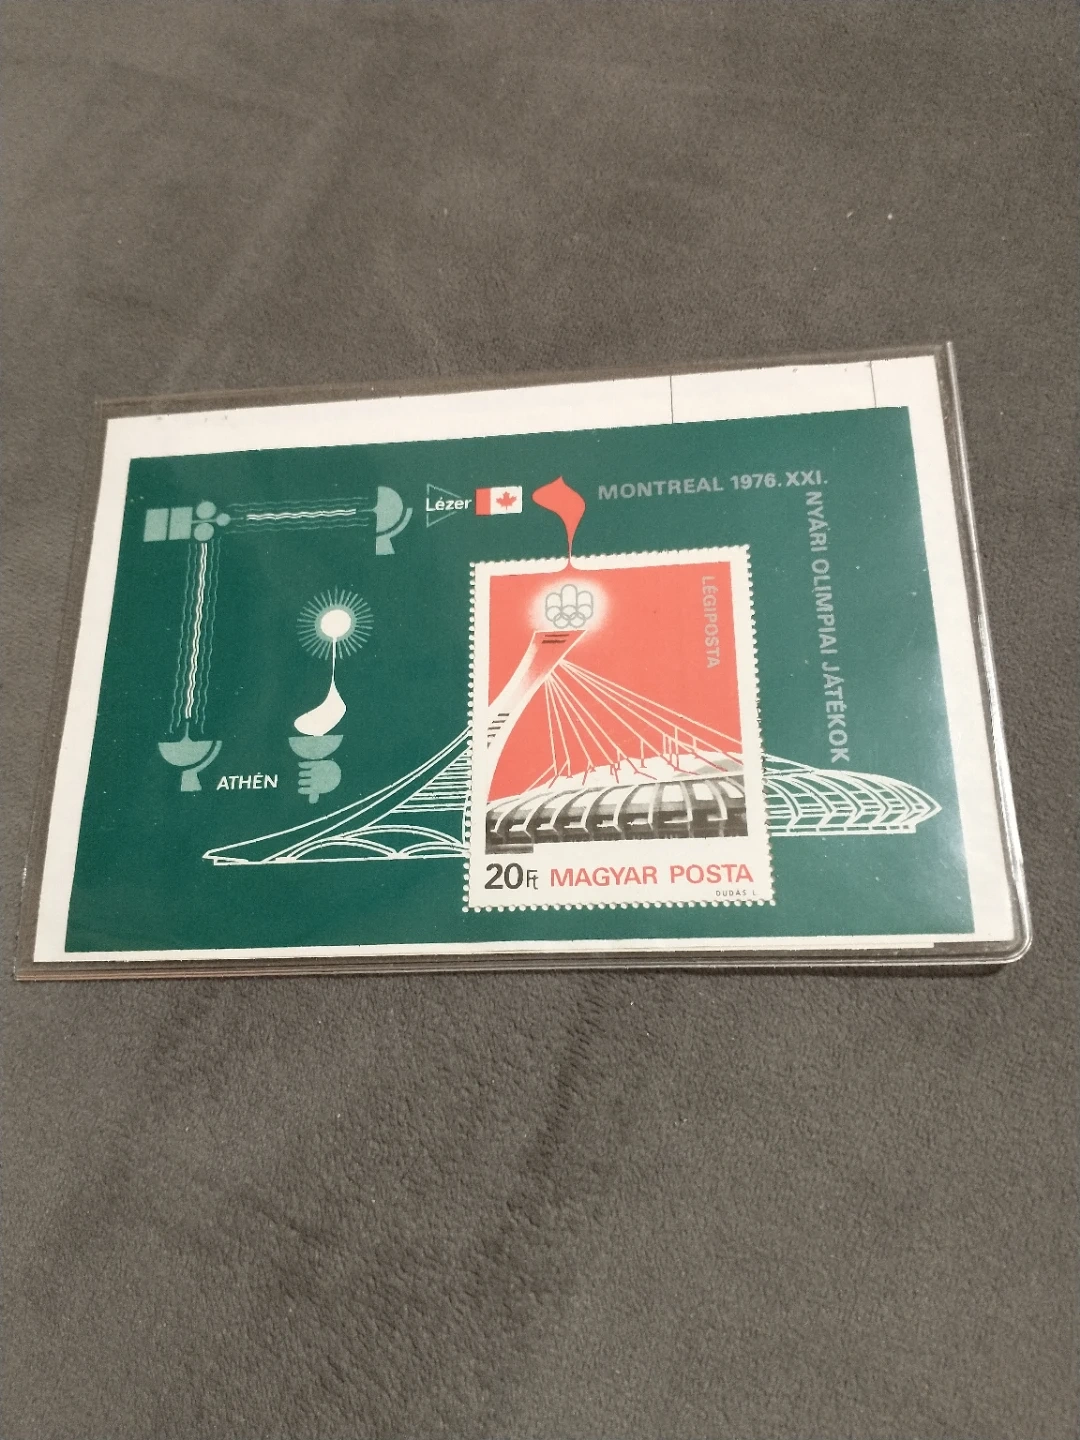 Lézer
MONTREAL 1976. XXI.
NYÁRI OLIMPIAI JÁTÉKOK
LÉGIPOSTA
ATHÉN
20Ft MAGYAR POSTA
DUDÁS L.